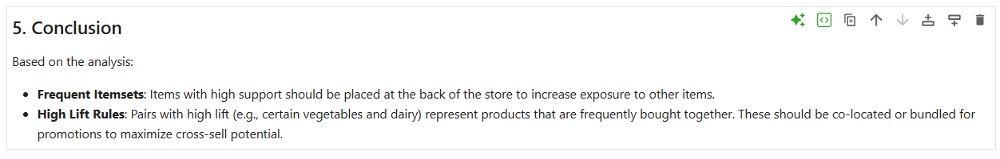 5. Conclusion
Based on the analysis:
• Frequent Itemsets: Items with high support should be placed at the back of the store to increase exposure to other items.
• High Lift Rules: Pairs with high lift (e.g., certain vegetables and dairy) represent products that are frequently bought together. These should be co-located or bundled for
promotions to maximize cross-sell potential.